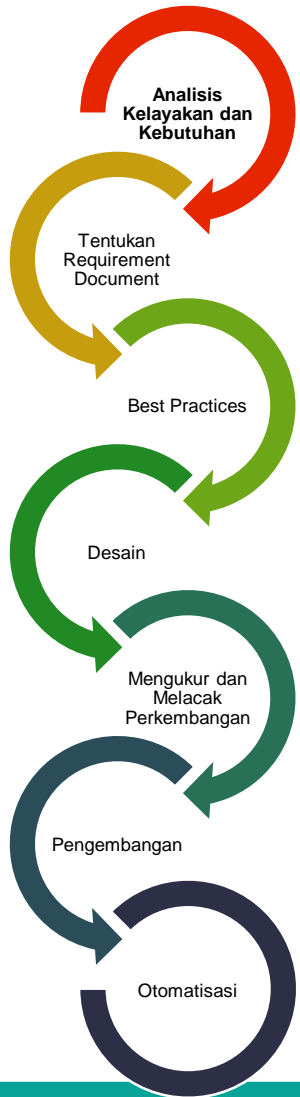 Analisis
Kelayakan dan
Kebutuhan
Tentukan
Requirement
Document
Best Practices
Desain
Mengukur dan
Melacak
Perkembangan
Pengembangan
Otomatisasi